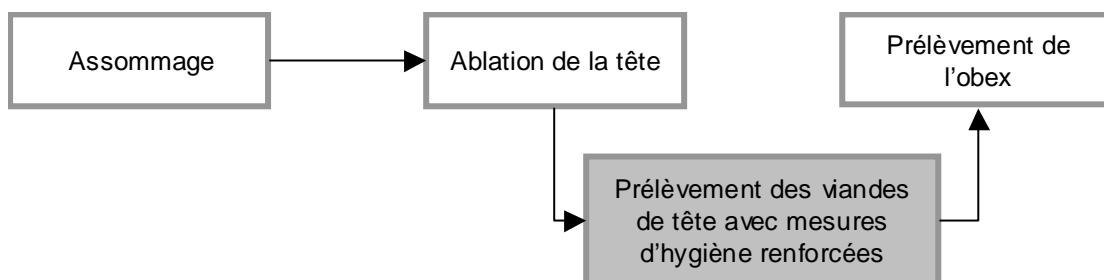 Assommage
Ablation de la tête
Prélèvement de
l'obex
Prélèvement des viandes
de tête avec mesures
d'hygiène renforcées